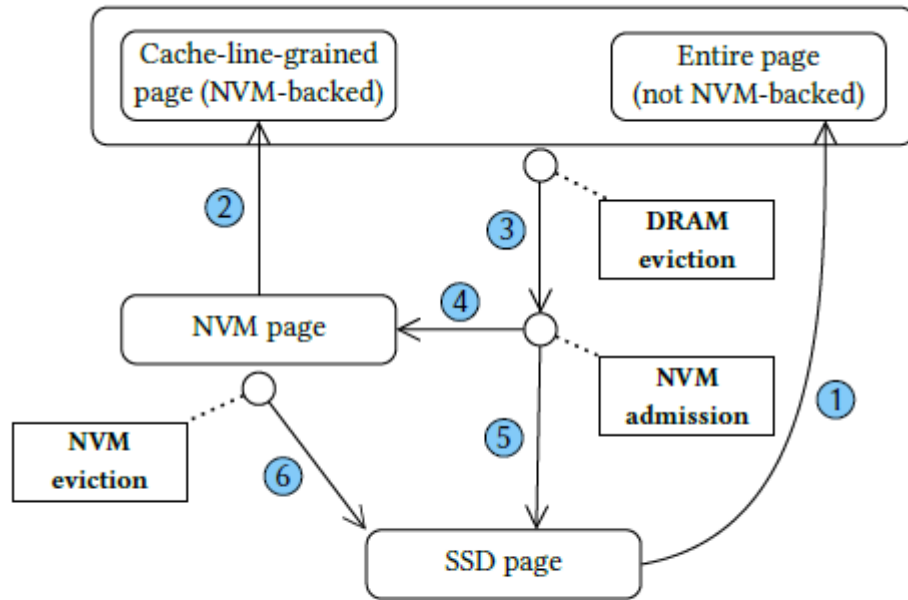 Cache-line-grained
page (NVM-backed)
Entire page
(not NVM-backed)
2
3
DRAM
eviction
NVM page
4
NVM
admission
1
NVM
eviction
5
6
SSD page